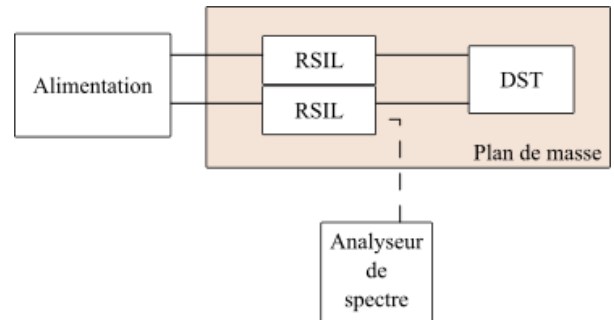 RSIL
Alimentation
DST
RSIL
Plan de masse
Analyseur
de
spectre